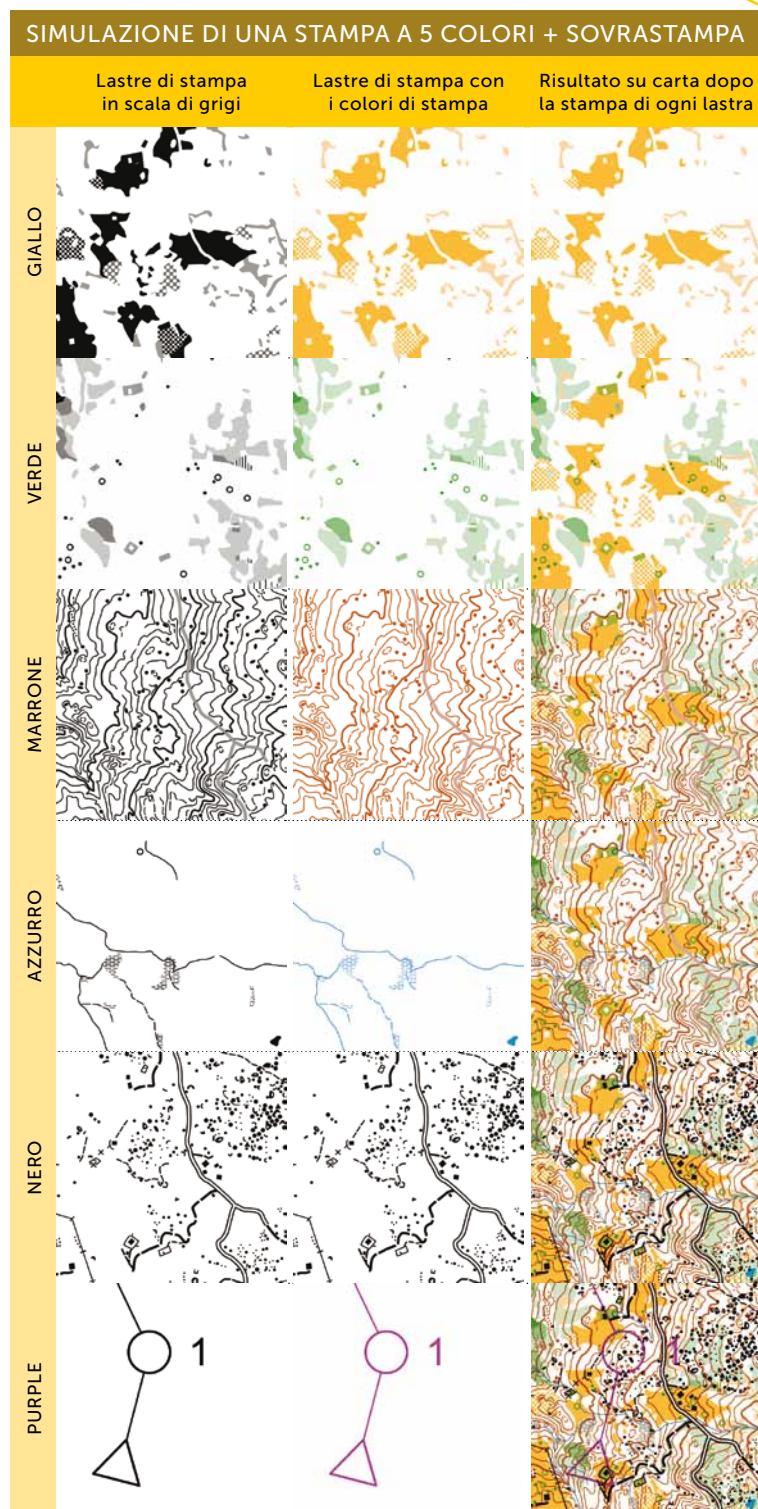 SIMULAZIONE DI UNA STAMPA A 5 COLORI + SOVRASTAMPA
Lastre di stampa
in scala di grigi
Lastre di stampa con
i colori di stampa
Risultato su carta dopo
la stampa di ogni lastra
GIALLO
VERDE
MARRONE
AZZURRO
NERO
PURPLE
1
1
1